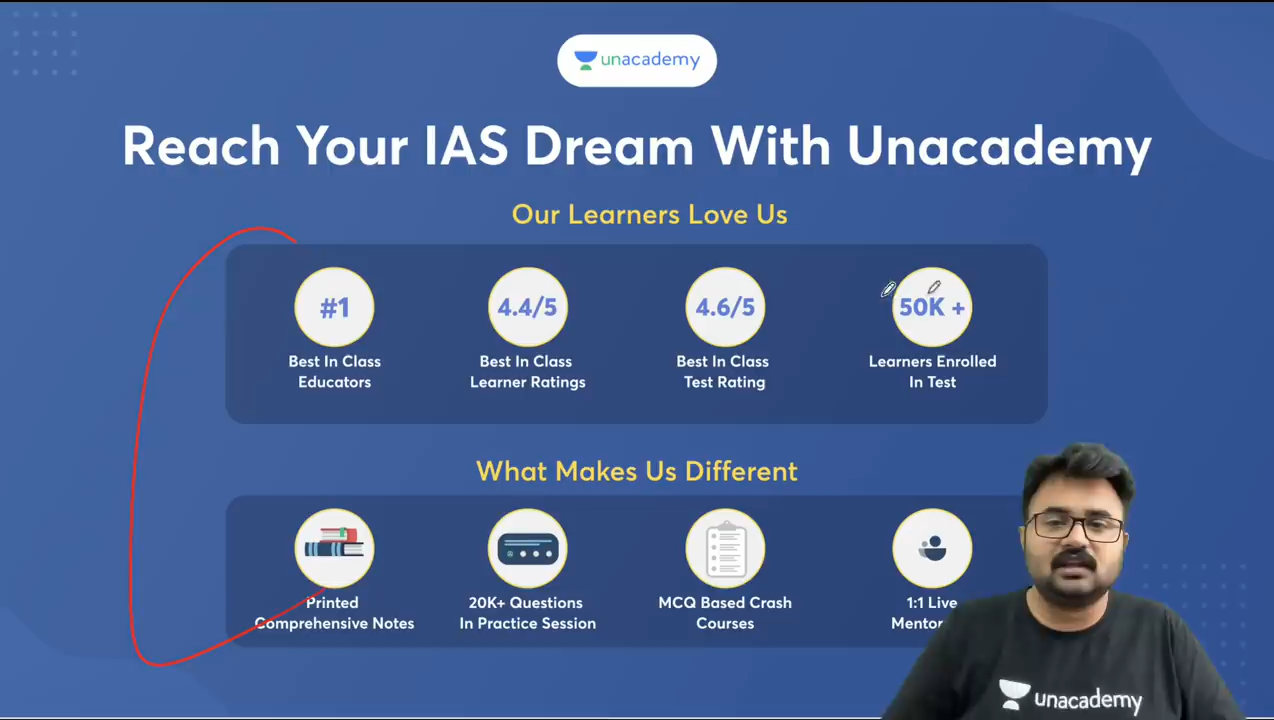 unacademy
Reach Your IAS Dream With Unacademy
Our Learners Love Us
#1
Best In Class
Educators
4.4/5
Best In Class
Learner Ratings
4.6/5
Best In Class
Test Rating
50K +
Learners Enrolled
In Test
What Makes Us Different
Printed
Comprehensive Notes
20K+ Questions
In Practice Session
MCQ Based Crash
Courses
1:1 Live
unacademy